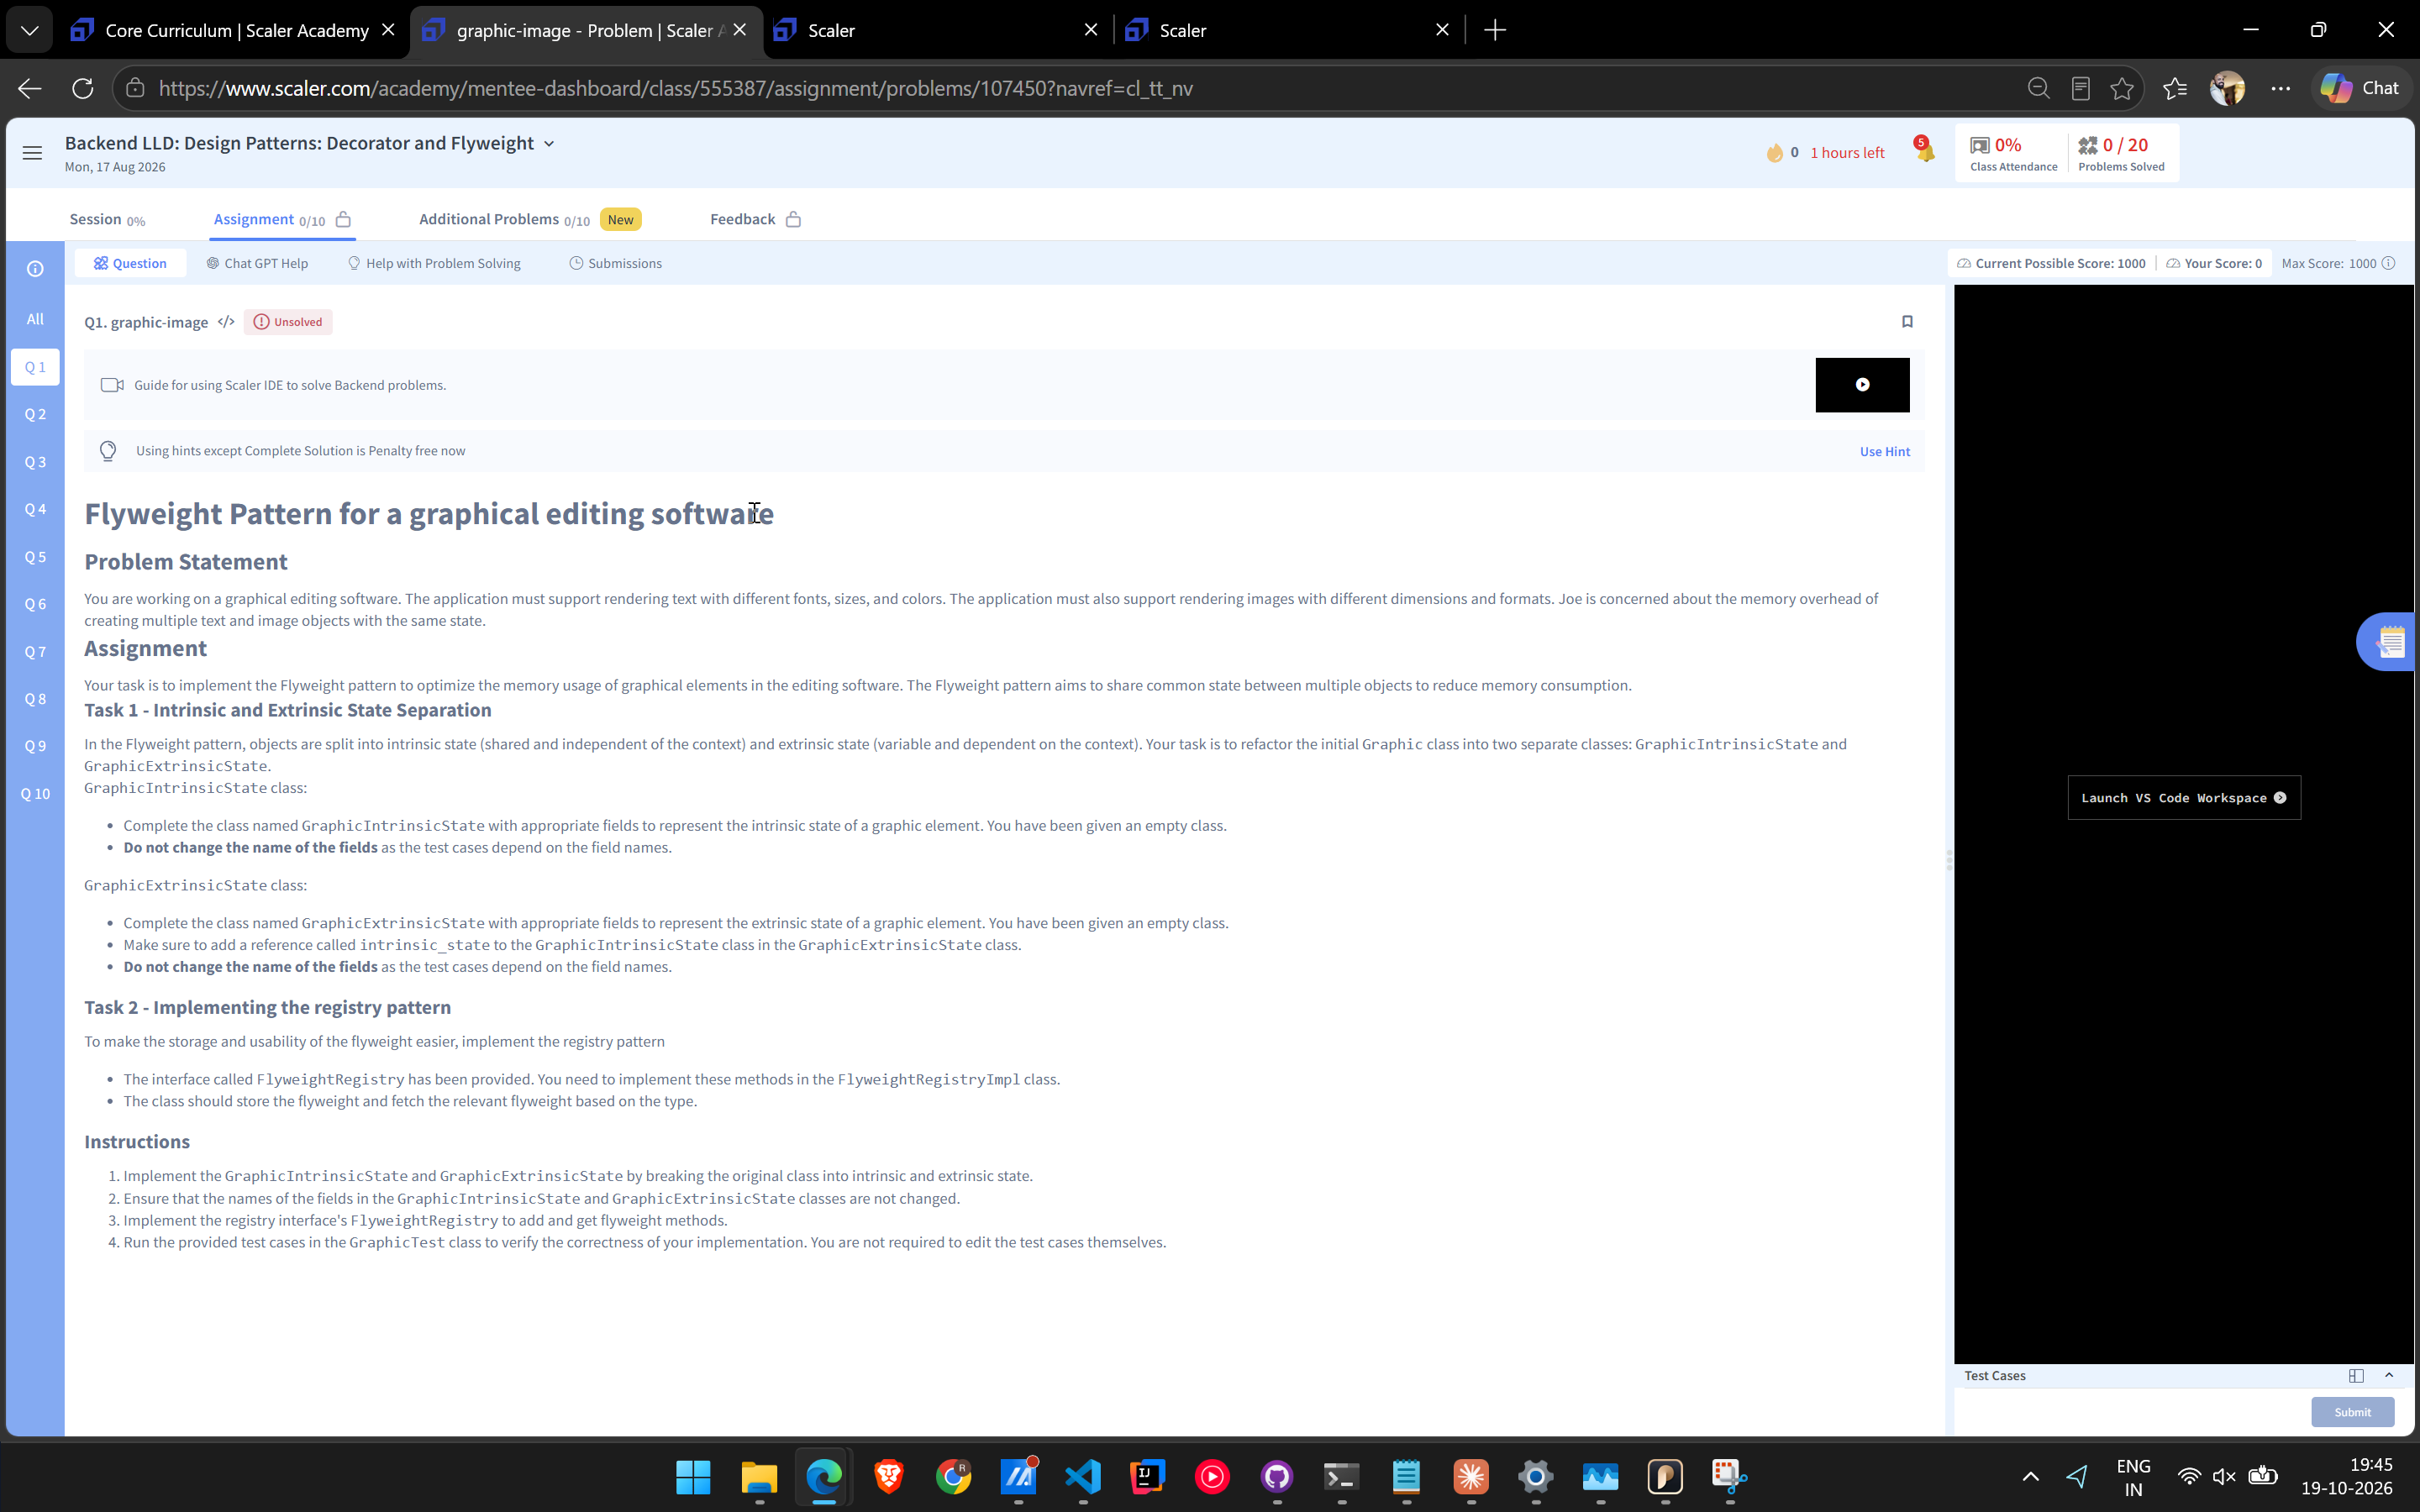 Core Curriculum | Scaler Academy
graphic-image - Problem | Scaler A
Scaler
Scaler
https://www.scaler.com/academy/mentee-dashboard/class/555387/assignment/problems/107450?navref=cl_tt_nv
Chat
Backend LLD: Design Patterns: Decorator and Flyweight
Mon, 17 Aug 2026
0 1 hours left
5
0%
Class Attendance
0 / 20
Problems Solved
Session 0%
Assignment 0/10
Additional Problems 0/10 New
Feedback
Question
Chat GPT Help
Help with Problem Solving
Submissions
Current Possible Score: 1000
Your Score: 0
Max Score: 1000
All
Q 1
Q 2
Q 3
Q 4
Q 5
Q 6
Q 7
Q 8
Q 9
Q 10
Q1. graphic-image </> Unsolved
Guide for using Scaler IDE to solve Backend problems.
Using hints except Complete Solution is Penalty free now
Use Hint
Flyweight Pattern for a graphical editing software
Problem Statement
You are working on a graphical editing software. The application must support rendering text with different fonts, sizes, and colors. The application must also support rendering images with different dimensions and formats. Joe is concerned about the memory overhead of
creating multiple text and image objects with the same state.
Assignment
Your task is to implement the Flyweight pattern to optimize the memory usage of graphical elements in the editing software. The Flyweight pattern aims to share common state between multiple objects to reduce memory consumption.
Task 1 - Intrinsic and Extrinsic State Separation
In the Flyweight pattern, objects are split into intrinsic state (shared and independent of the context) and extrinsic state (variable and dependent on the context). Your task is to refactor the initial Graphic class into two separate classes: GraphicIntrinsicState and
GraphicExtrinsicState.
GraphicIntrinsicState class:
• Complete the class named GraphicIntrinsicState with appropriate fields to represent the intrinsic state of a graphic element. You have been given an empty class.
• Do not change the name of the fields as the test cases depend on the field names.
GraphicExtrinsicState class:
• Complete the class named GraphicExtrinsicState with appropriate fields to represent the extrinsic state of a graphic element. You have been given an empty class.
• Make sure to add a reference called intrinsic_state to the GraphicIntrinsicState class in the GraphicExtrinsicState class.
• Do not change the name of the fields as the test cases depend on the field names.
Task 2 - Implementing the registry pattern
To make the storage and usability of the flyweight easier, implement the registry pattern
• The interface called FlyweightRegistry has been provided. You need to implement these methods in the FlyweightRegistryImpl class.
• The class should store the flyweight and fetch the relevant flyweight based on the type.
Instructions
1. Implement the GraphicIntrinsicState and GraphicExtrinsicState by breaking the original class into intrinsic and extrinsic state.
2. Ensure that the names of the fields in the GraphicIntrinsicState and GraphicExtrinsicState classes are not changed.
3. Implement the registry interface's FlyweightRegistry to add and get flyweight methods.
4. Run the provided test cases in the GraphicTest class to verify the correctness of your implementation. You are not required to edit the test cases themselves.
Launch VS Code Workspace
Test Cases
Submit
R
IJ
ENG
IN
19:45
19-10-2026